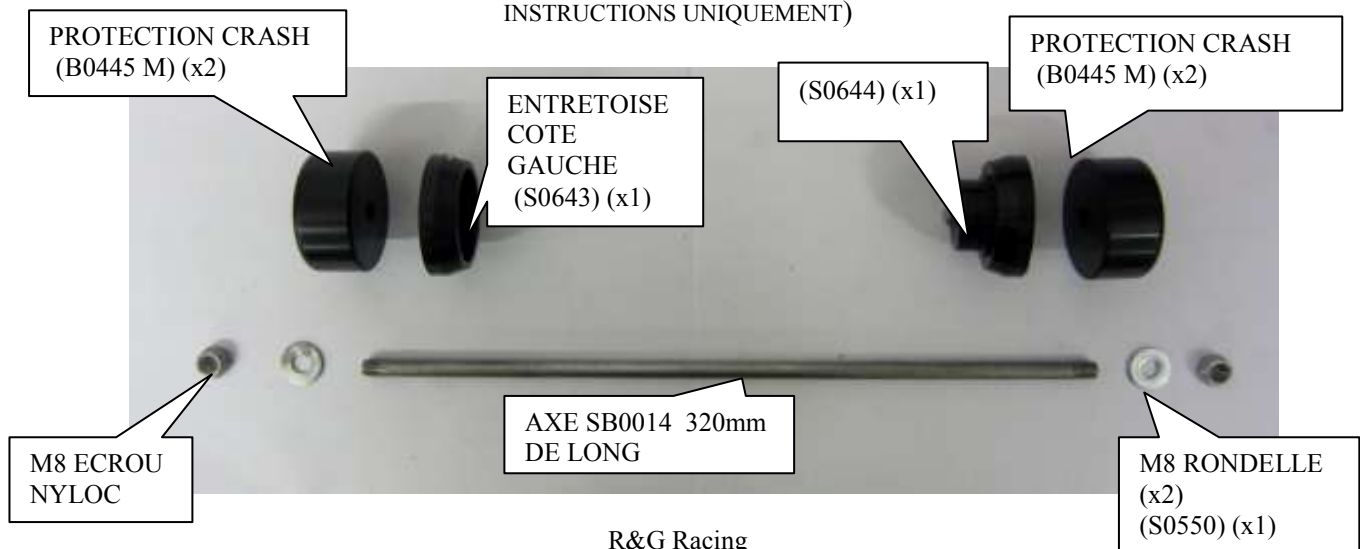 INSTRUCTIONS UNIQUEMENT)
PROTECTION CRASH
(B0445 M) (x2)
ENTRETOISE
COTE
GAUCHE
(S0643) (x1)
(S0644) (x1)
PROTECTION CRASH
(B0445 M) (x2)
M8 ECROU
NYLOC
AXE SB0014 320mm
DE LONG
M8 RONDELLE
(x2)
(S0550) (x1)
R&G Racing